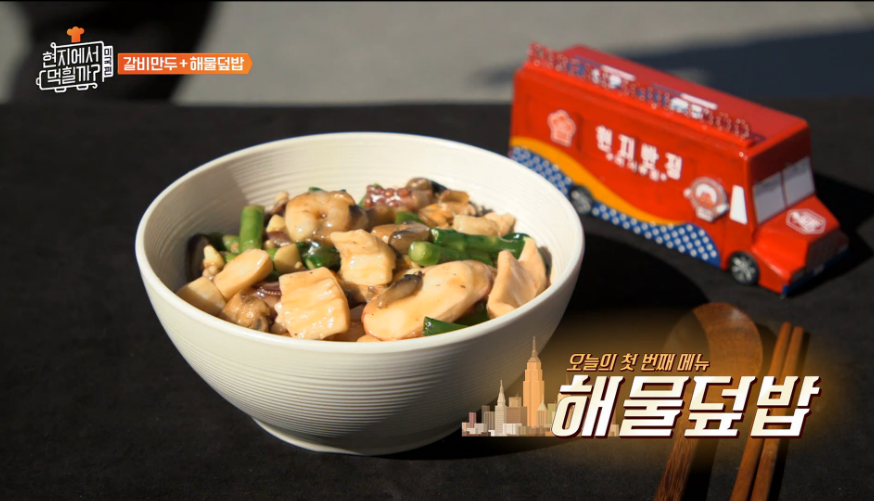 현지에서
먹힐까?
미국편
갈비만두+해물덮밥
현지반점
오늘의 첫 번째 메뉴
해물덮밥